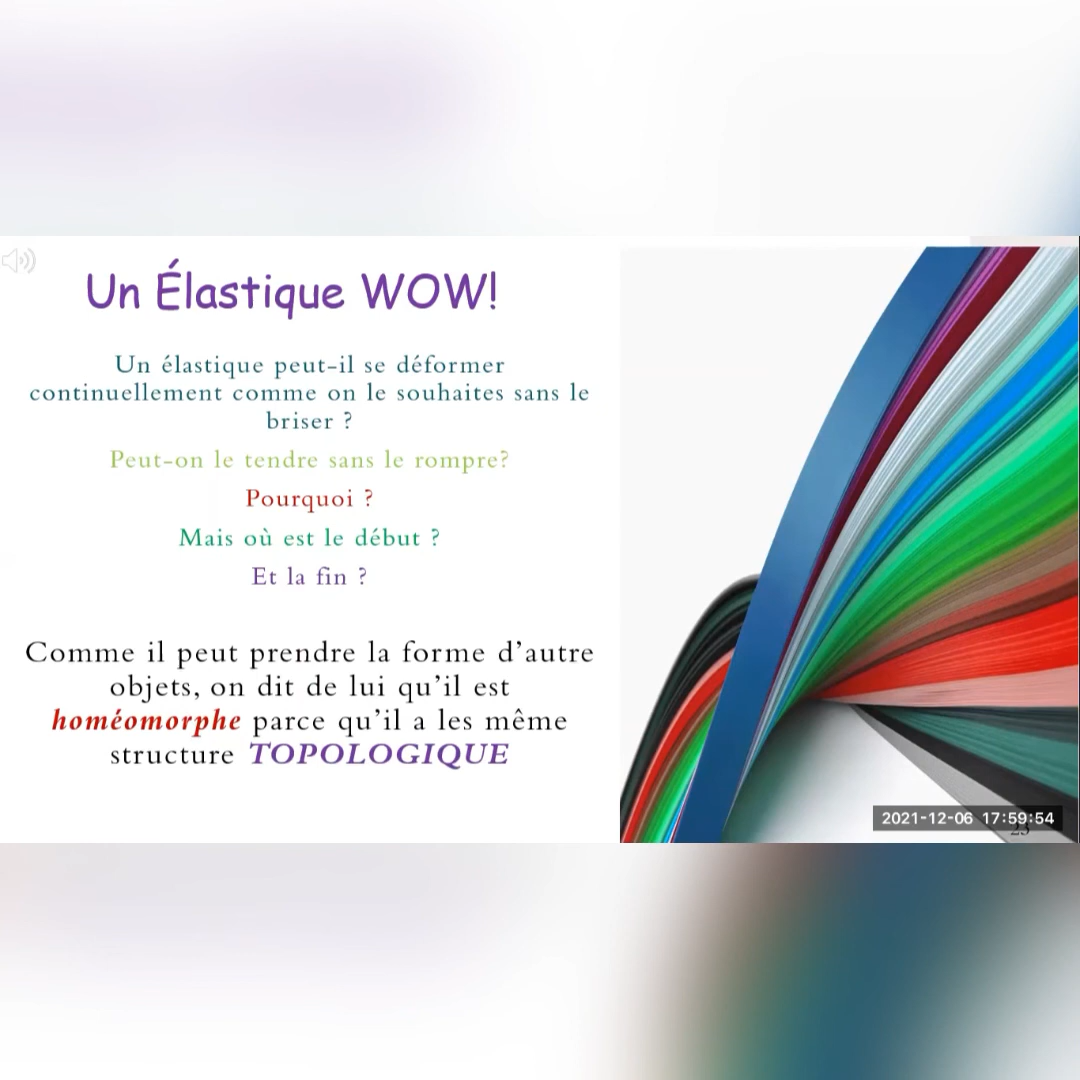 Un Élastique WOW!
Un élastique peut-il se déformer
continuellement comme on le souhaites sans le
briser ?
Peut-on le tendre sans le rompre?
Pourquoi ?
Mais où est le début ?
Et la fin ?
Comme il peut prendre la forme d’autre
objets, on dit de lui qu’il est
homéomorphe parce qu’il a les même
structure TOPOLOGIQUE
2021-12-06 17:59:54
23